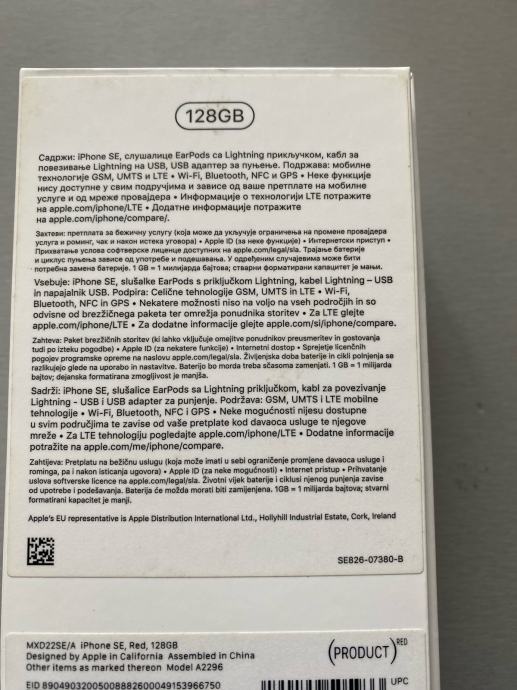 128GB
Садржи: iPhone SE, слушалице EarPods са Lightning прикључком, кабл за
повезивање Lightning на USB, USB адаптер за пуњење. Подржава: мобилне
технологије GSM, UMTS и LTE • Wi-Fi, Bluetooth, NFC и GPS • Неке функције
нису доступне у свим подручјима и зависе од ваше претплате на мобилне
услуге и од мреже провајдера • Информације о технологији LTE потражите
на apple.com/iphone/LTE • Додатне информације потражите
на apple.com/iphone/compare/.
Захтеви: претплата за бежичну услугу (која може да укључује ограничења на промене провајдера
услуга и роминг, чак и након истека уговора) • Apple ID (за неке функције) • Интернетски приступ •
Прихватање услова софтверске лиценце доступних на apple.com/legal/sla. Трајање батерије
и циклус пуњења зависе од употребе и подешавања. У одређеним случајевима може бити
потребна замена батерије. 1 GB = 1 милијарда бајтова; стварни форматирани капацитет је мањи.
Vsebuje: iPhone SE, slušalke EarPods s priključkom Lightning, kabel Lightning – USB
in napajalnik USB. Podpira: Celične tehnologije GSM, UMTS in LTE • Wi-Fi,
Bluetooth, NFC in GPS • Nekatere možnosti niso na voljo na vseh področjih in so
odvisne od brezžičnega paketa ter omrežja ponudnika storitev • Za LTE glejte
apple.com/iphone/LTE • Za dodatne informacije glejte apple.com/si/iphone/compare.
Zahteva: Paket brezžičnih storitev (ki lahko vključuje omejitve ponudnikov preusmeritev in gostovanja
tudi po izteku pogodbe) • Apple ID (za nekatere funkcije) • Internetni dostop • Sprejetje licenčnih
pogojev programske opreme na naslovu apple.com/legal/sla. Življenjska doba baterije in cikli polnjenja se
razlikujejo glede na uporabo in nastavitve. Baterijo bo morda treba sčasoma zamenjati. 1 GB = 1 milijarda
bajtov; dejanska formatirana zmogljivost je manjša.
Sadrži: iPhone SE, slušalice EarPods sa Lightning priključkom, kabl za povezivanje
Lightning - USB i USB adapter za punjenje. Podržava: GSM, UMTS i LTE mobilne
tehnologije • Wi-Fi, Bluetooth, NFC i GPS • Neke mogućnosti nijesu dostupne
u svim područjima te zavise od vaše pretplate kod davaoca usluge te njegove
mreže • Za LTE tehnologiju pogledajte apple.com/iphone/LTE • Dodatne informacije
potražite na apple.com/me/iphone/compare.
Zahtijeva: Pretplatu na bežičnu uslugu (koja može imati u sebi ograničenje promjene davaoca usluge i
rominga, pa i nakon isticanja ugovora) • Apple ID (za neke mogućnosti) • Internet pristup • Prihvatanje
uslova softverske licence na apple.com/legal/sla. Životni vijek baterije i ciklusi njenog punjenja zavise
od upotrebe i podešavanja. Baterija će možda morati biti zamijenjena. 1GB = 1 milijarda bajtova; stvarni
formatizovani kapacitet je manji.
Apple's EU representative is Apple Distribution International Ltd., Hollyhill Industrial Estate, Cork, Ireland
SE826-07380-B
MXD22SE/A iPhone SE, Red, 128GB
Designed by Apple in California Assembled in China
Other items as marked thereon Model A2296
(PRODUCT)RED
EID 89049032005008882600049153966750
UPC